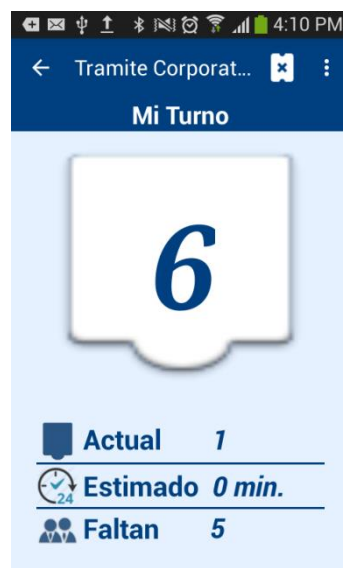 4:10 PM
Tramite Corporat...
Mi Turno
6
Actual 1
24 Estimado 0 min.
Faltan 5